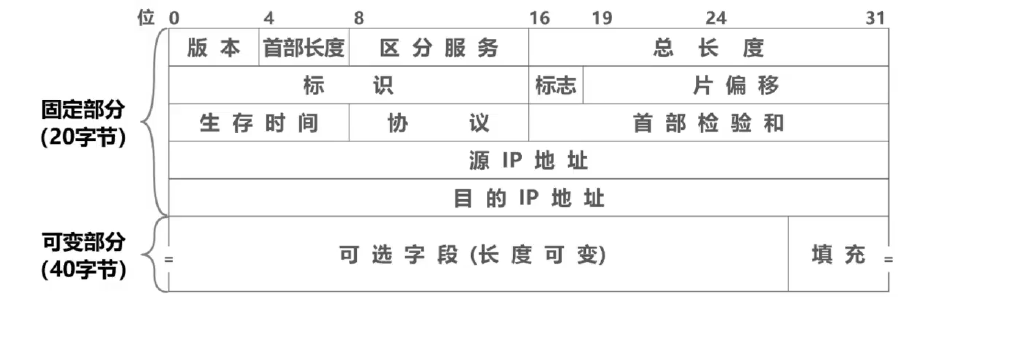 位 0 4 8 16 19 24 31
版 本 首部长度 区 分 服 务 总 长 度
标 识 标志 片 偏 移
固定部分
(20字节)
生 存 时 间 协 议 首 部 检 验 和
源 IP 地 址
目 的 IP 地 址
可变部分
(40字节)
= 可 选 字 段 (长 度 可 变) 填 充 =